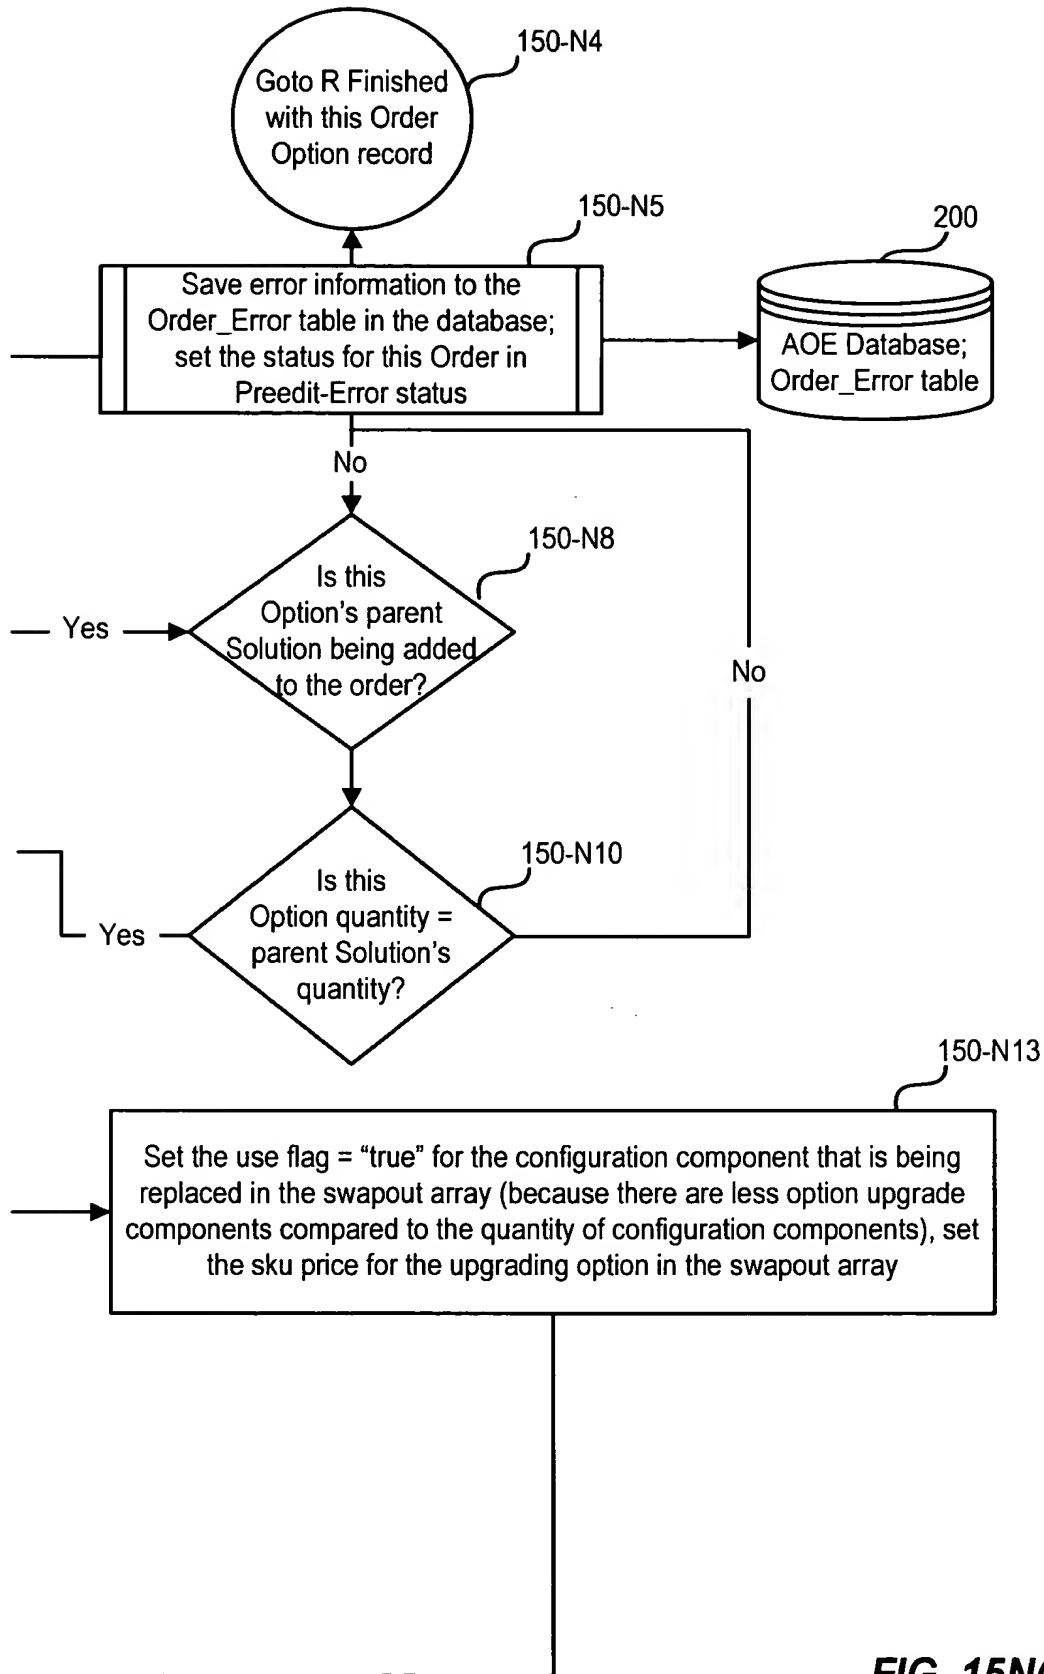 150-N4
Goto R Finished
with this Order
Option record
150-N5
200
Save error information to the
Order_Error table in the database;
set the status for this Order in
Preedit-Error status
AOE Database;
Order_Error table
No
150-N8
Is this
Option's parent
Solution being added
to the order?
Yes
No
150-N10
Is this
Option quantity =
parent Solution's
quantity?
Yes
150-N13
Set the use flag = “true” for the configuration component that is being
replaced in the swapout array (because there are less option upgrade
components compared to the quantity of configuration components), set
the sku price for the upgrading option in the swapout array